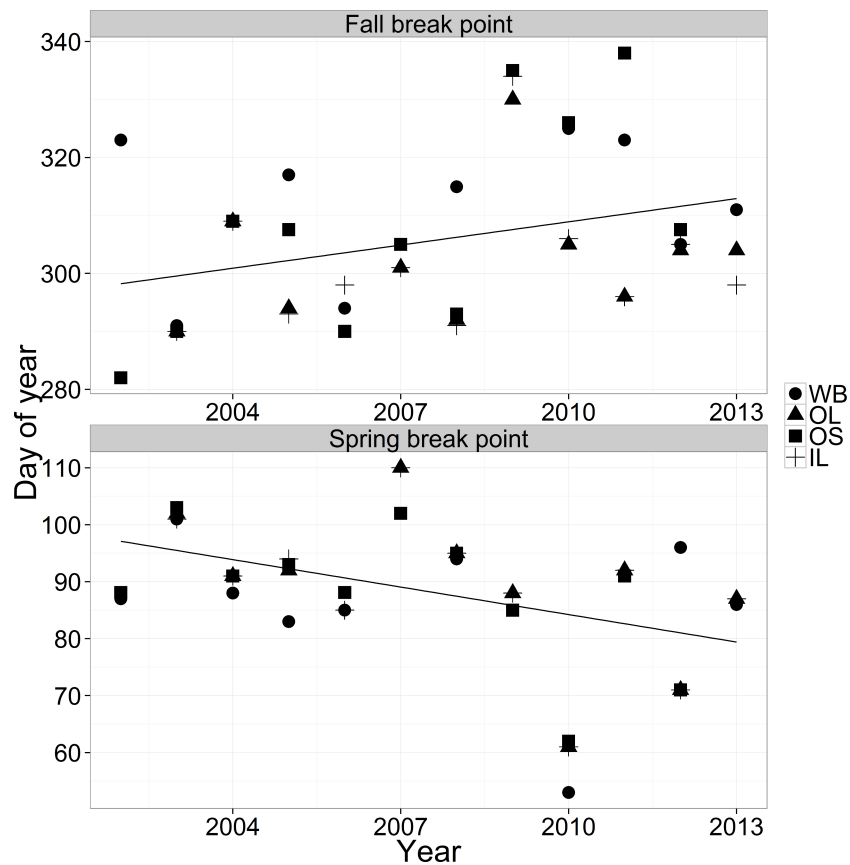 Fall break point
340
320
300
280
2004 2007 2010 2013
Day of year
Spring break point
110
100
90
80
70
60
2004 2007 2010 2013
Year
WB
OL
OS
IL